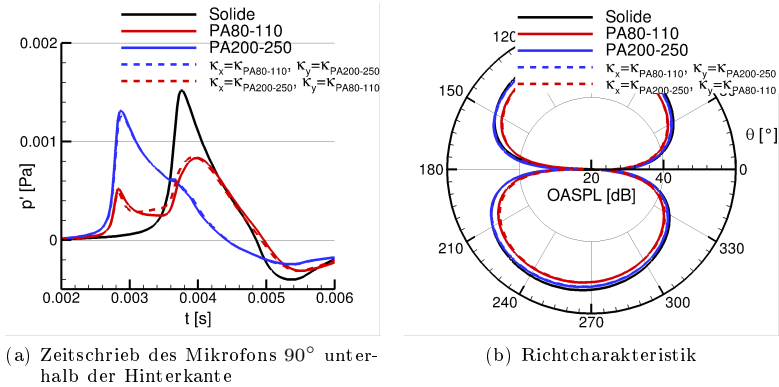 Solide
PA80-110
PA200-250
κx=κPA80-110, κy=κPA200-250
κx=κPA200-250, κy=κPA80-110
0.002
0.001
0
p' [Pa]
0.002 0.003 0.004 0.005 0.006
t [s]
(a) Zeitschrieb des Mikrofons 90° unter-
halb der Hinterkante
Solide
PA80-110
PA200-250
κx=κPA80-110, κy=κPA200-250
κx=κPA200-250, κy=κPA80-110
120
150
θ [°]
180
20 40
0
OASPL [dB]
210
330
240
300
270
(b) Richtcharakteristik